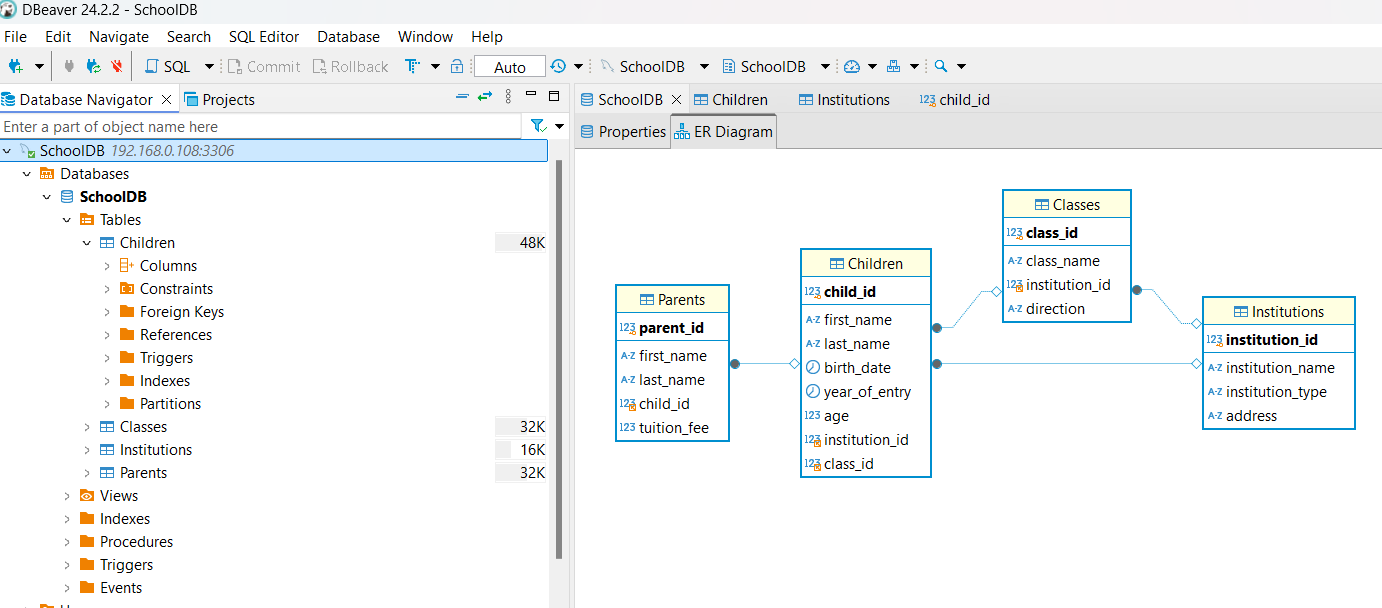 DBeaver 24.2.2 - SchoolDB
File Edit Navigate Search SQL Editor Database Window Help
SQL Commit Rollback Auto SchoolDB SchoolDB
Database Navigator Projects
Enter a part of object name here
SchoolDB 192.168.0.108:3306
Databases
SchoolDB
Tables
Children 48K
Columns
Constraints
Foreign Keys
References
Triggers
Indexes
Partitions
Classes 32K
Institutions 16K
Parents 32K
Views
Indexes
Procedures
Triggers
Events
SchoolDB Children Institutions 123 child_id
Properties ER Diagram
Parents
123 parent_id
A-Z first_name
A-Z last_name
123 child_id
123 tuition_fee
Children
123 child_id
A-Z first_name
A-Z last_name
birth_date
year_of_entry
123 age
123 institution_id
123 class_id
Classes
123 class_id
A-Z class_name
123 institution_id
A-Z direction
Institutions
123 institution_id
A-Z institution_name
A-Z institution_type
A-Z address